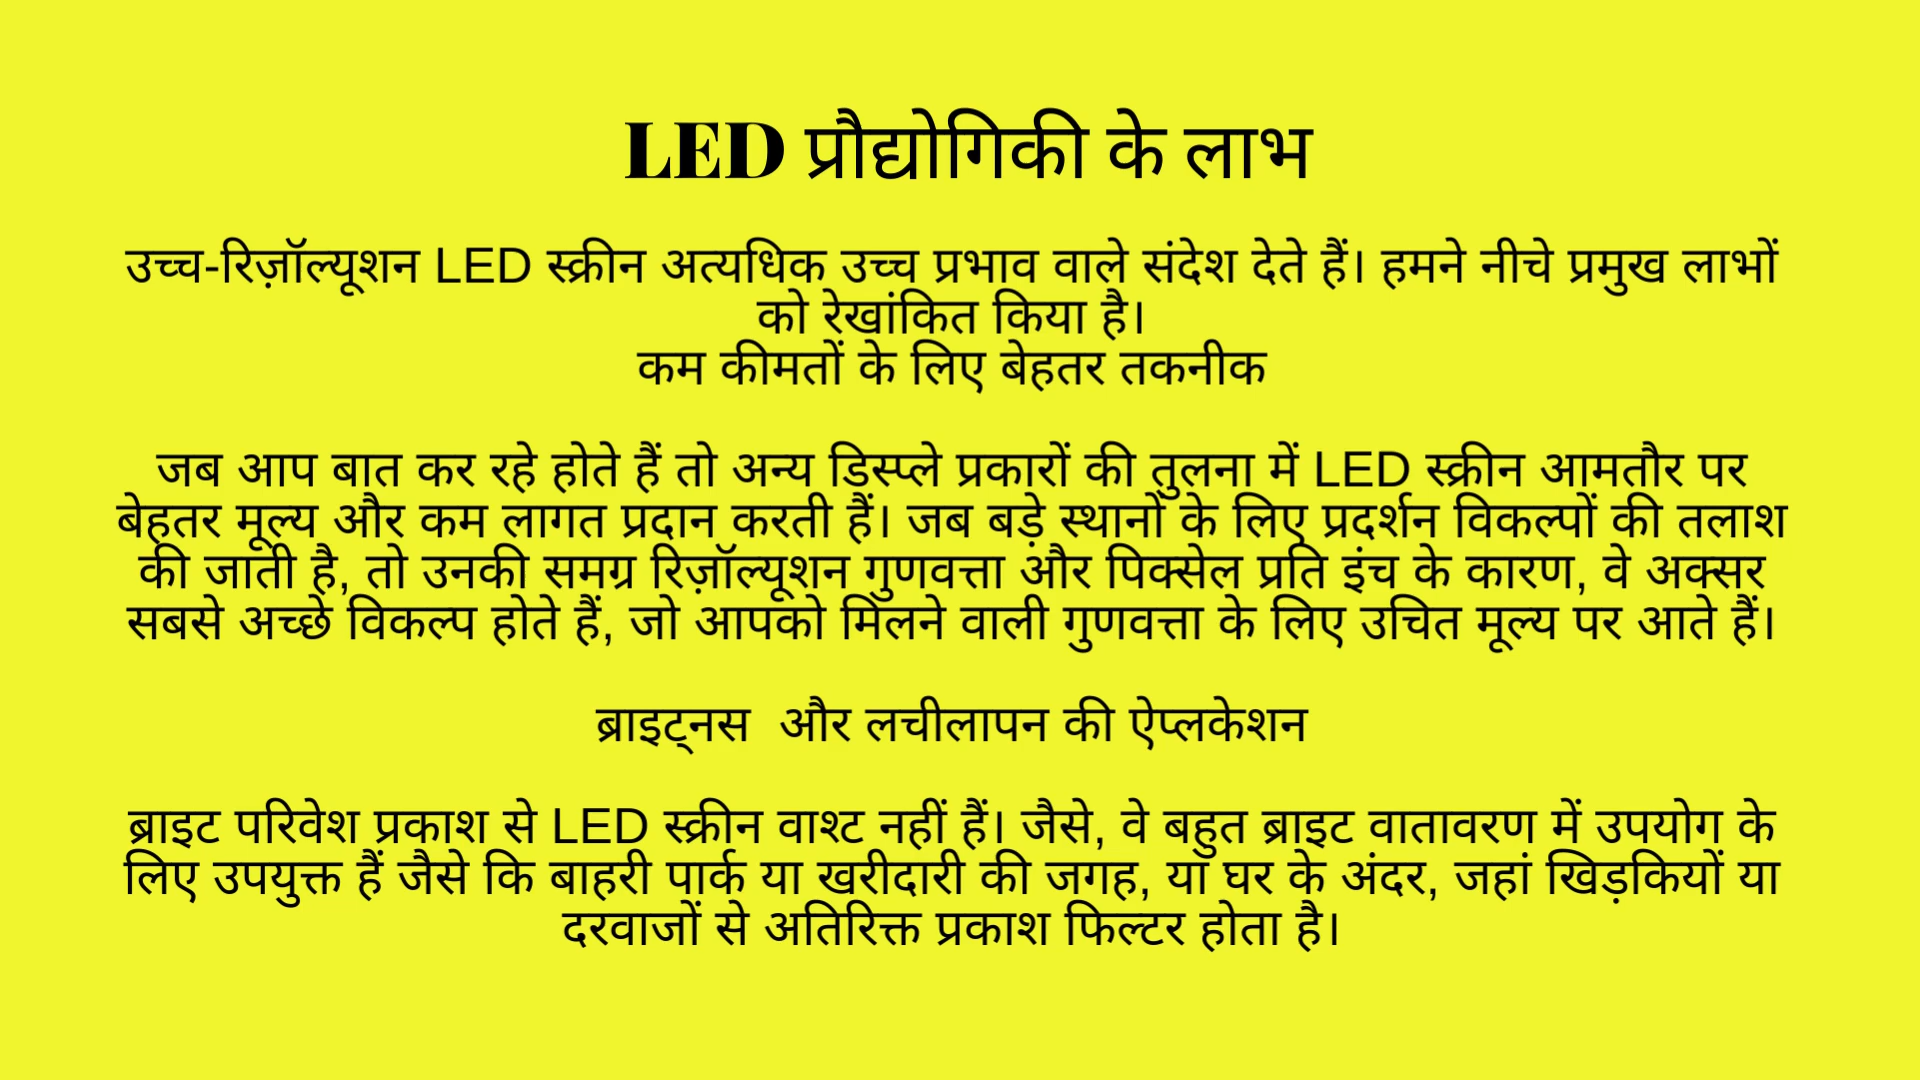 LED प्रौद्योगिकी के लाभ
उच्च-रिज़ॉल्यूशन LED स्क्रीन अत्यधिक उच्च प्रभाव वाले संदेश देते हैं। हमने नीचे प्रमुख लाभों
को रेखांकित किया है।
कम कीमतों के लिए बेहतर तकनीक
जब आप बात कर रहे होते हैं तो अन्य डिस्प्ले प्रकारों की तुलना में LED स्क्रीन आमतौर पर
बेहतर मूल्य और कम लागत प्रदान करती हैं। जब बड़े स्थानों के लिए प्रदर्शन विकल्पों की तलाश
की जाती है, तो उनकी समग्र रिज़ॉल्यूशन गुणवत्ता और पिक्सेल प्रति इंच के कारण, वे अक्सर
सबसे अच्छे विकल्प होते हैं, जो आपको मिलने वाली गुणवत्ता के लिए उचित मूल्य पर आते हैं।
ब्राइट्नस  और लचीलापन की ऐप्लकेशन
ब्राइट परिवेश प्रकाश से LED स्क्रीन वाश्ट नहीं हैं। जैसे, वे बहुत ब्राइट वातावरण में उपयोग के
लिए उपयुक्त हैं जैसे कि बाहरी पार्क या खरीदारी की जगह, या घर के अंदर, जहां खिड़कियों या
दरवाजों से अतिरिक्त प्रकाश फिल्टर होता है।